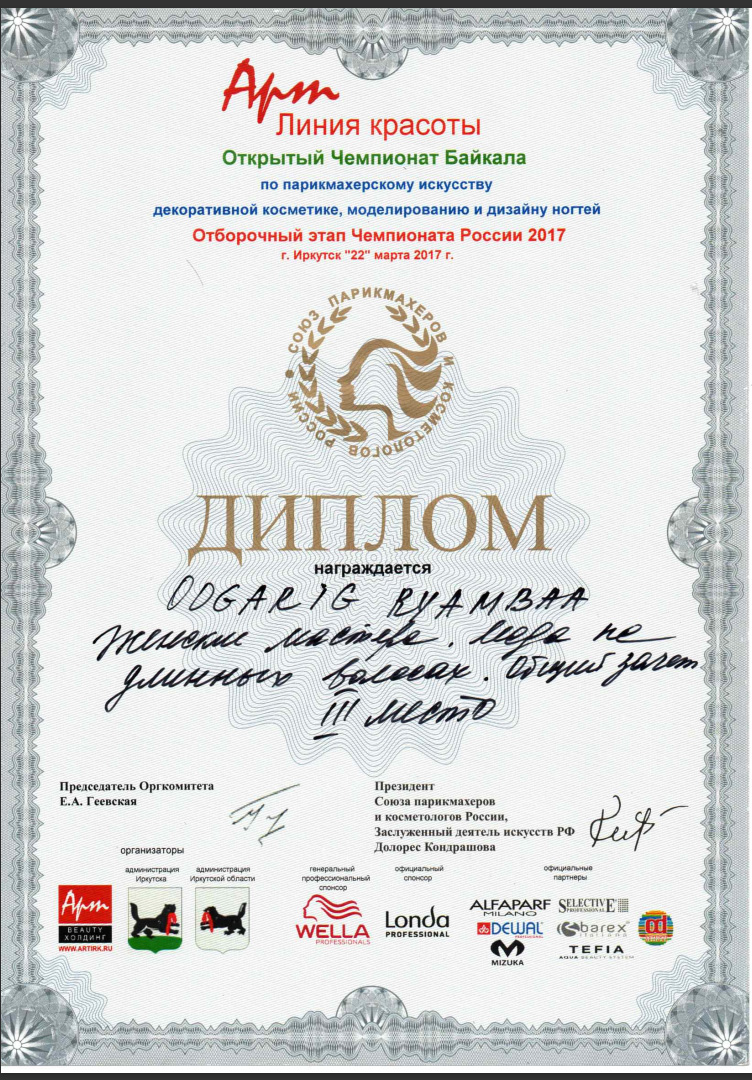 Арт
Линия красоты
Открытый Чемпионат Байкала
по парикмахерскому искусству
декоративной косметике, моделированию и дизайну ногтей
Отборочный этап Чемпионата России 2017
г. Иркутск "22" марта 2017 г.
СОЮЗ ПАРИКМАХЕРОВ И КОСМЕТОЛОГОВ РОССИИ
ДИПЛОМ
награждается
ODGARIG RYAMBAA
Женские мастера. Мода на
длинных волосах. Общий зачет
III место
Председатель Оргкомитета
Е.А. Геевская
Президент
Союза парикмахеров
и косметологов России,
Заслуженный деятель искусств РФ
Долорес Кондрашова
организаторы
администрация
Иркутска
администрация
Иркутской области
генеральный
профессиональный
спонсор
официальный
спонсор
официальные
партнеры
Арт
BEAUTY
ХОЛДИНГ
WWW.ARTIRK.RU
WELLA
PROFESSIONALS
Londa
PROFESSIONAL
ALFAPARF
MILANO
SELECTIVE
PROFESSIONAL
DEWAL
PROFESSIONAL
barex
italiana
MIZUKA
TEFIA
AQUA BEAUTY SYSTEM